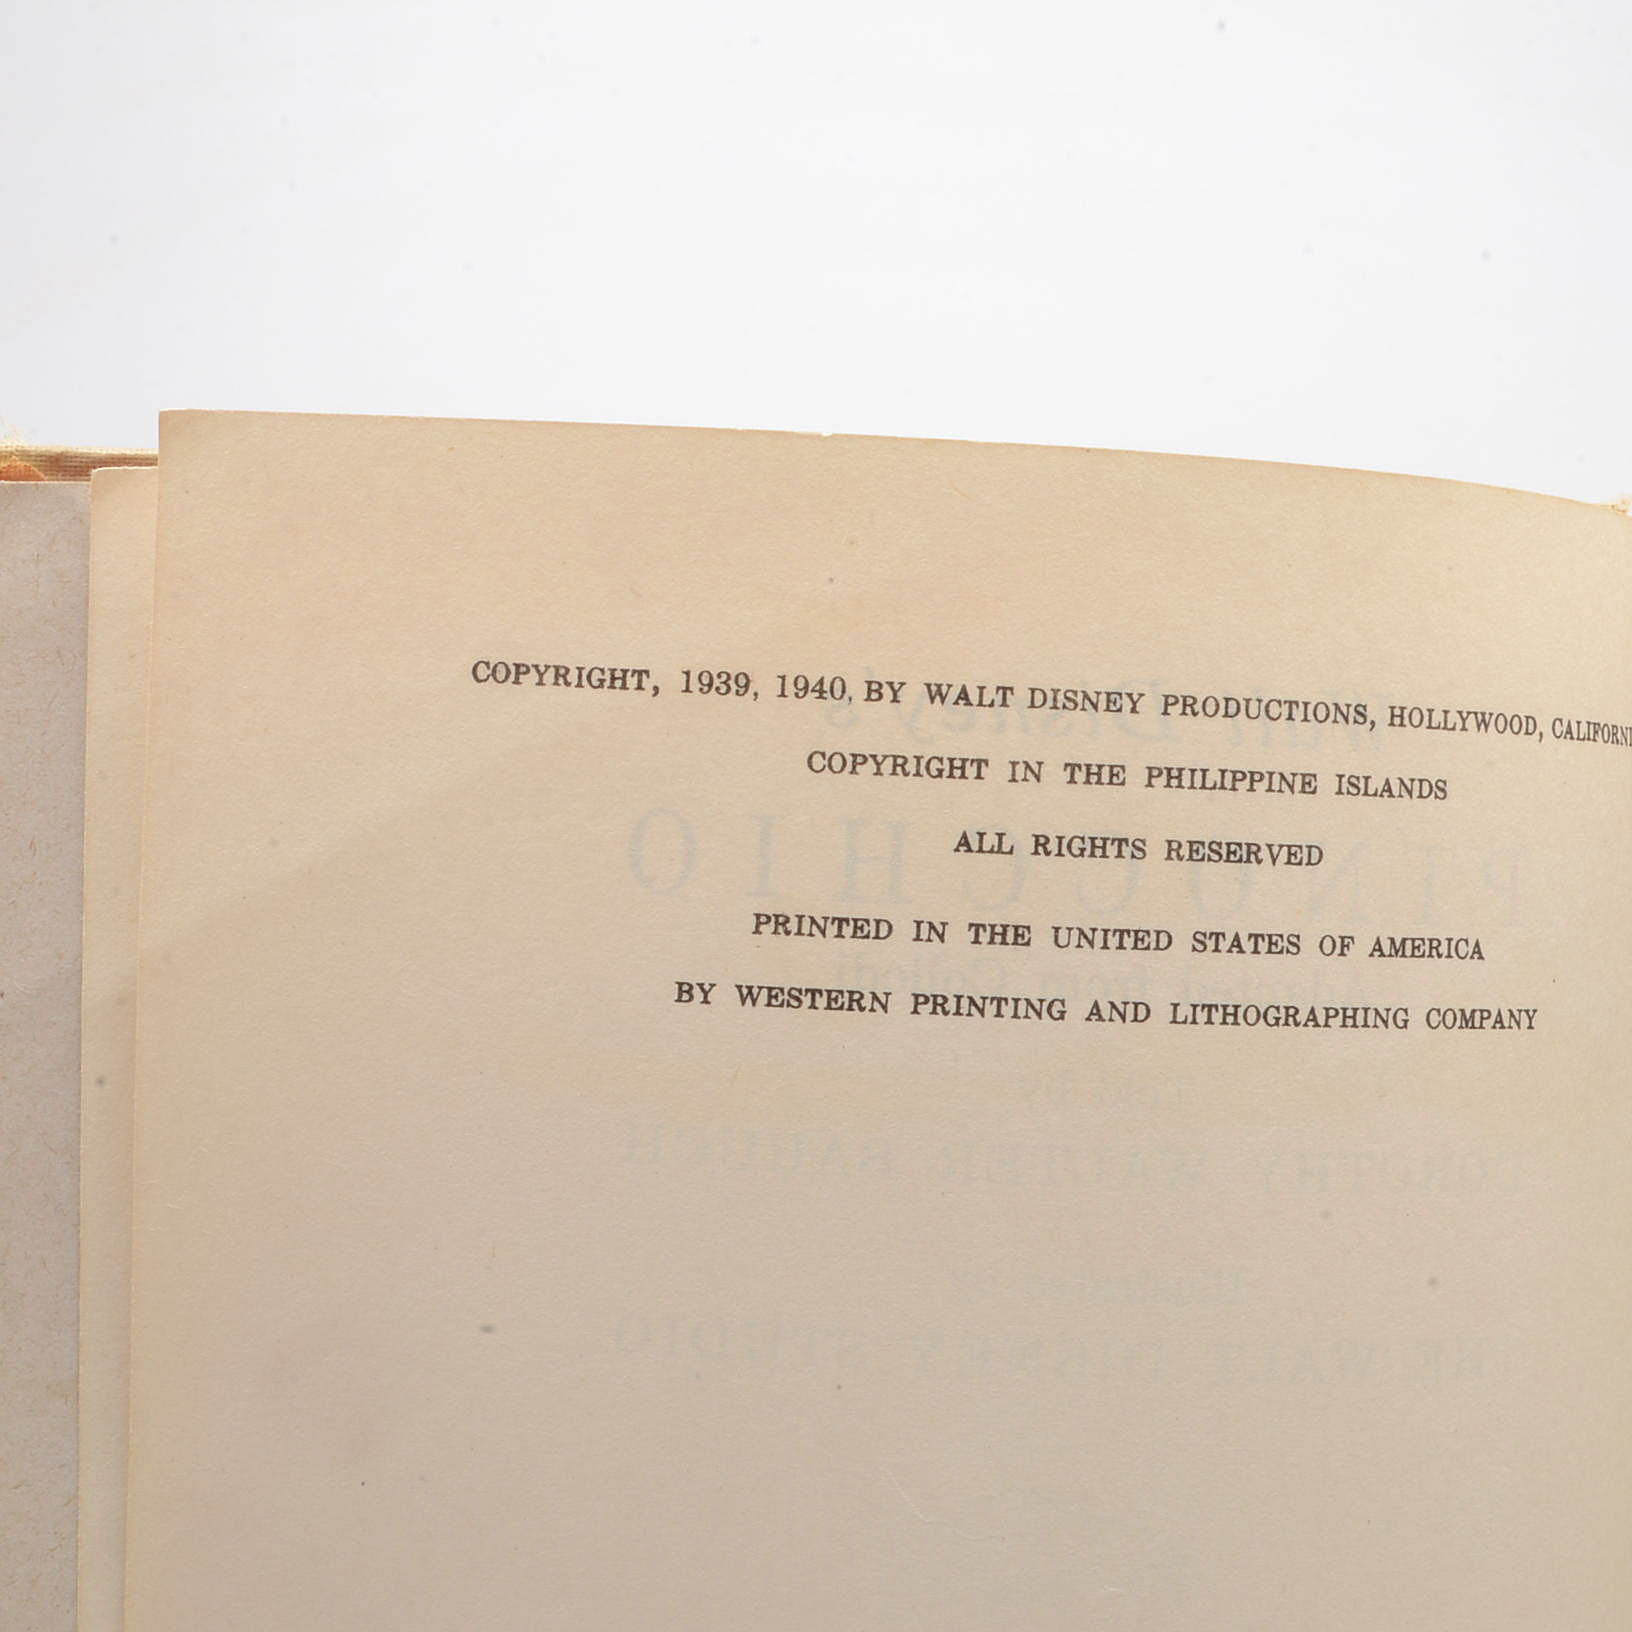 COPYRIGHT, 1939, 1940, BY WALT DISNEY PRODUCTIONS, HOLLYWOOD, CALIFORNI
COPYRIGHT IN THE PHILIPPINE ISLANDS
ALL RIGHTS RESERVED
PRINTED IN THE UNITED STATES OF AMERICA
BY WESTERN PRINTING AND LITHOGRAPHING COMPANY